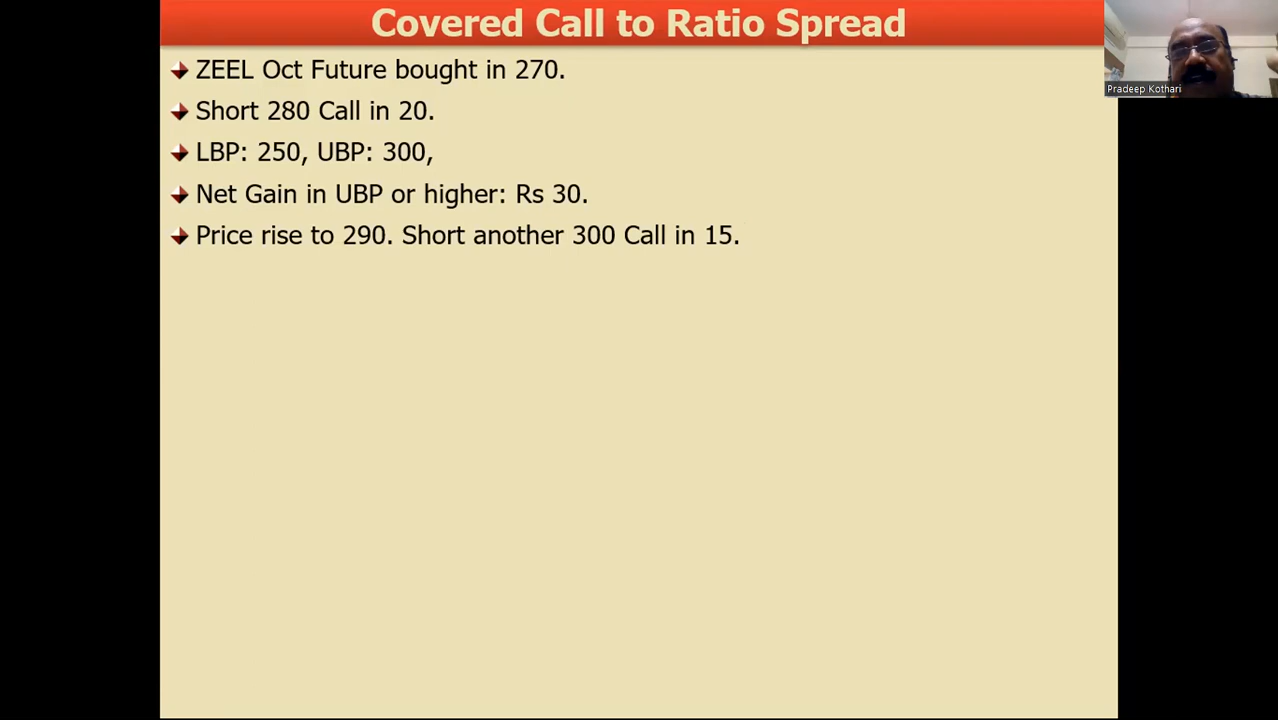 Covered Call to Ratio Spread
Pradeep Kothari
ZEEL Oct Future bought in 270.
Short 280 Call in 20.
LBP: 250, UBP: 300,
Net Gain in UBP or higher: Rs 30.
Price rise to 290. Short another 300 Call in 15.